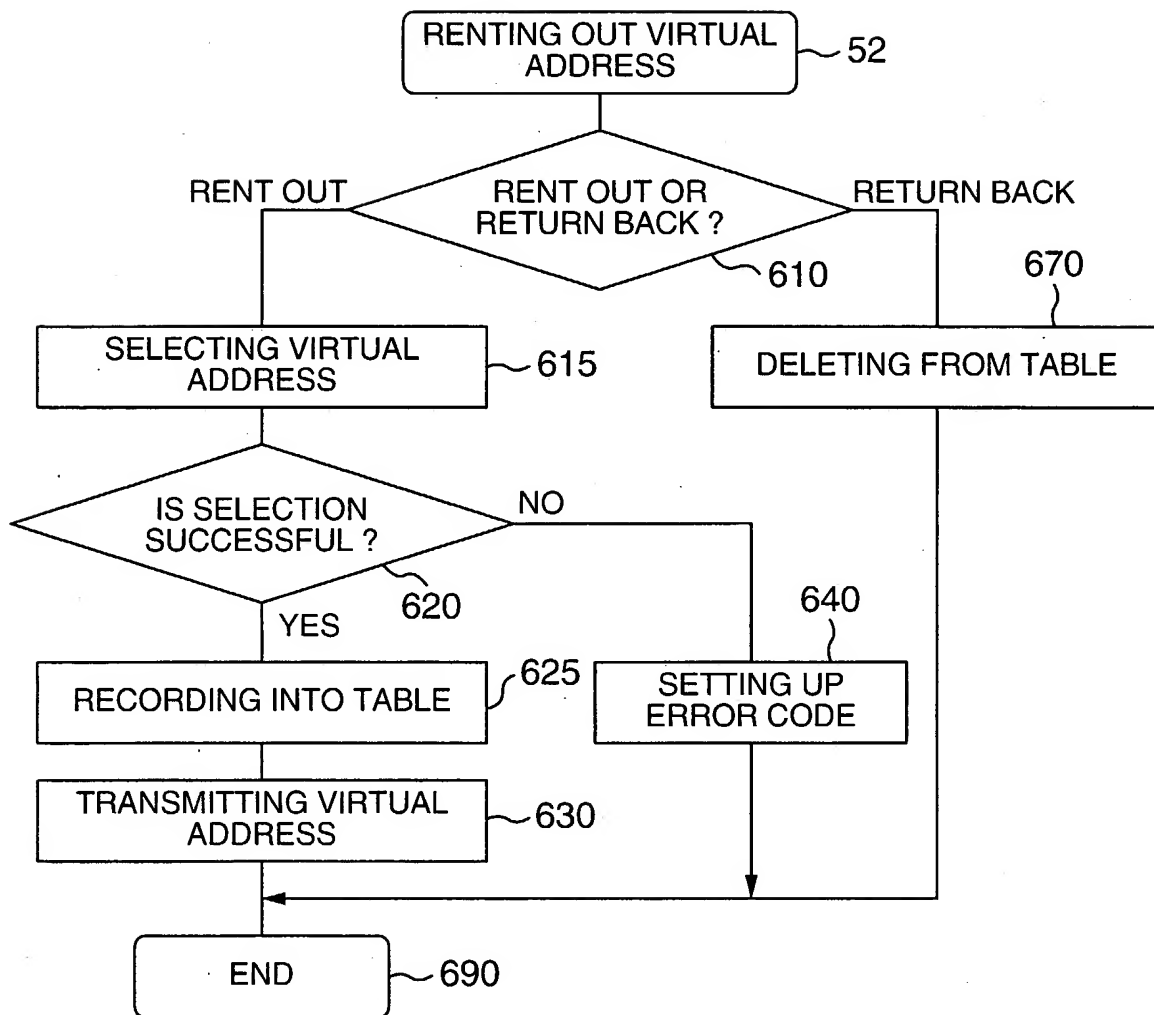 RENTING OUT VIRTUAL
ADDRESS
52
RENT OUT
RENT OUT OR
RETURN BACK ?
RETURN BACK
610
670
SELECTING VIRTUAL
ADDRESS
615
DELETING FROM TABLE
IS SELECTION
SUCCESSFUL ?
NO
620
YES
640
RECORDING INTO TABLE
625
SETTING UP
ERROR CODE
TRANSMITTING VIRTUAL
ADDRESS
630
END
690